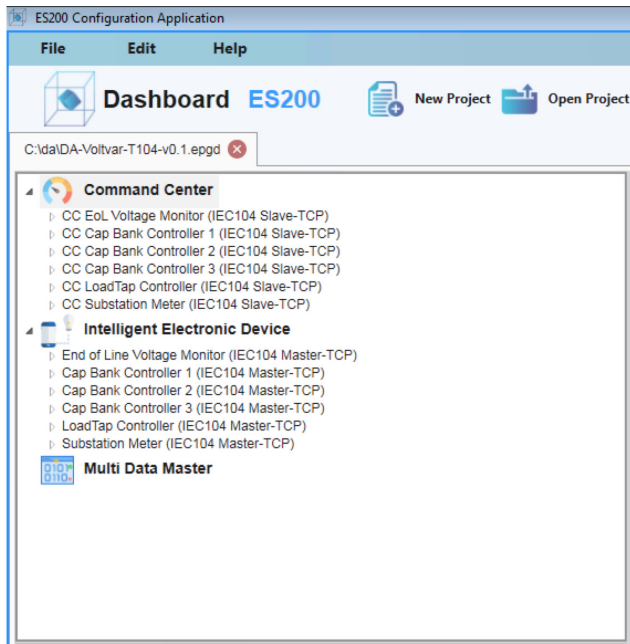 ES200 Configuration Application
File Edit Help
Dashboard ES200 New Project Open Project
C:\da\DA-Voltvar-T104-v0.1.epgd
Command Center
CC EoL Voltage Monitor (IEC104 Slave-TCP)
CC Cap Bank Controller 1 (IEC104 Slave-TCP)
CC Cap Bank Controller 2 (IEC104 Slave-TCP)
CC Cap Bank Controller 3 (IEC104 Slave-TCP)
CC LoadTap Controller (IEC104 Slave-TCP)
CC Substation Meter (IEC104 Slave-TCP)
Intelligent Electronic Device
End of Line Voltage Monitor (IEC104 Master-TCP)
Cap Bank Controller 1 (IEC104 Master-TCP)
Cap Bank Controller 2 (IEC104 Master-TCP)
Cap Bank Controller 3 (IEC104 Master-TCP)
LoadTap Controller (IEC104 Master-TCP)
Substation Meter (IEC104 Master-TCP)
Multi Data Master